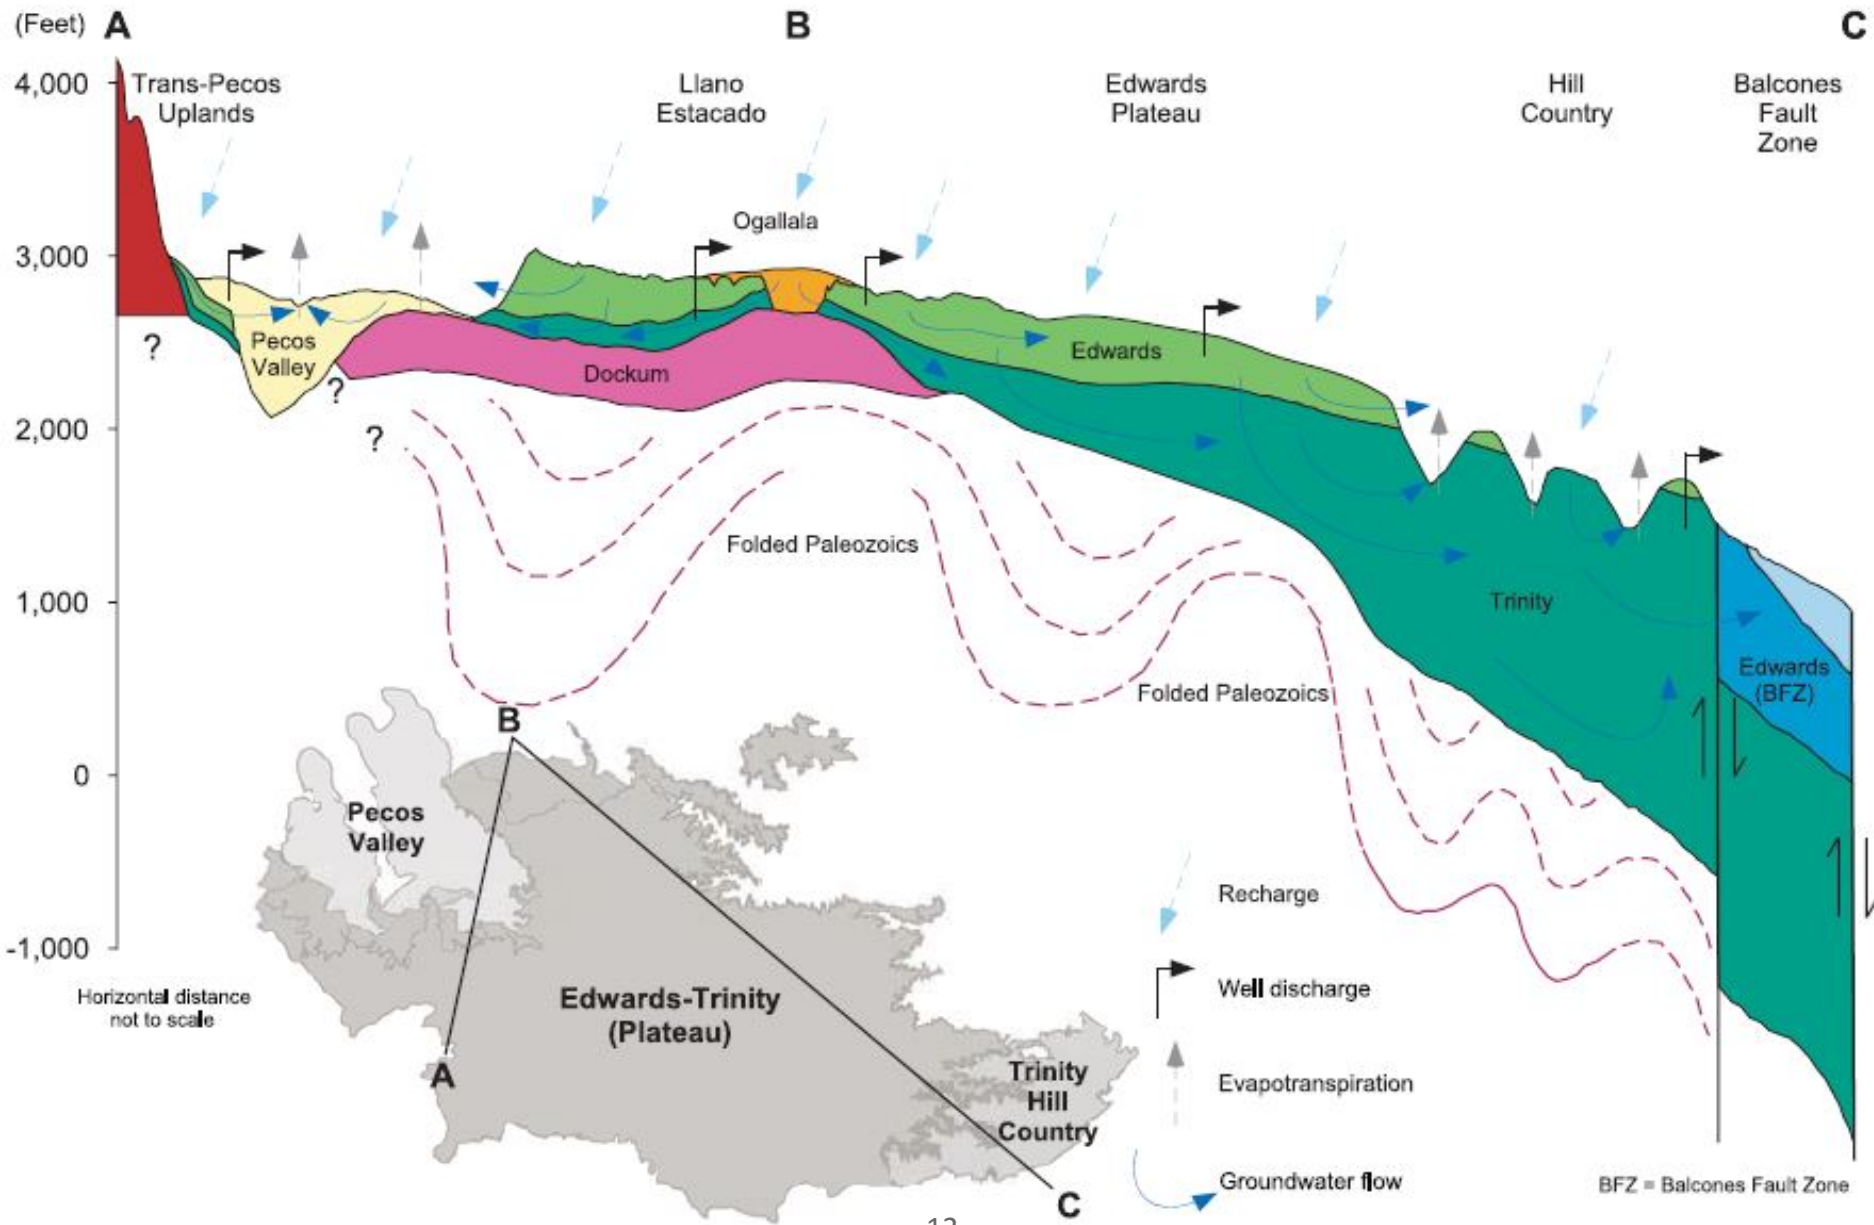 (Feet)
A
B
C
4,000
3,000
2,000
1,000
0
-1,000
Trans-Pecos
Uplands
Llano
Estacado
Edwards
Plateau
Hill
Country
Balcones
Fault
Zone
Ogallala
Pecos
Valley
Dockum
Edwards
?
?
?
Folded Paleozoics
Trinity
Edwards
(BFZ)
Folded Paleozoics
B
Pecos
Valley
Edwards-Trinity
(Plateau)
A
Trinity
Hill
Country
C
Horizontal distance
not to scale
Recharge
Well discharge
Evapotranspiration
Groundwater flow
BFZ = Balcones Fault Zone